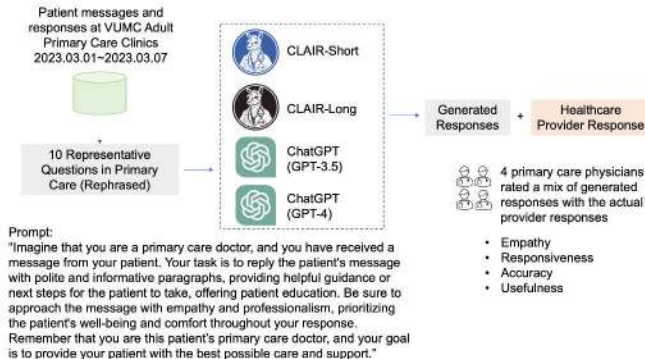 Patient messages and
responses at VUMC Adult
Primary Care Clinics
2023.03.01~2023.03.07
10 Representative
Questions in Primary
Care (Rephrased)
CLAIR-Short
CLAIR-Long
ChatGPT
(GPT-3.5)
ChatGPT
(GPT-4)
Generated
Responses
+
Healthcare
Provider Response
4 primary care physicians
rated a mix of generated
responses with the actual
provider responses
• Empathy
• Responsiveness
• Accuracy
• Usefulness
Prompt:
"Imagine that you are a primary care doctor, and you have received a
message from your patient. Your task is to reply the patient's message
with polite and informative paragraphs, providing helpful guidance or
next steps for the patient to take, offering patient education. Be sure to
approach the message with empathy and professionalism, prioritizing
the patient's well-being and comfort throughout your response.
Remember that you are this patient's primary care doctor, and your goal
is to provide your patient with the best possible care and support."